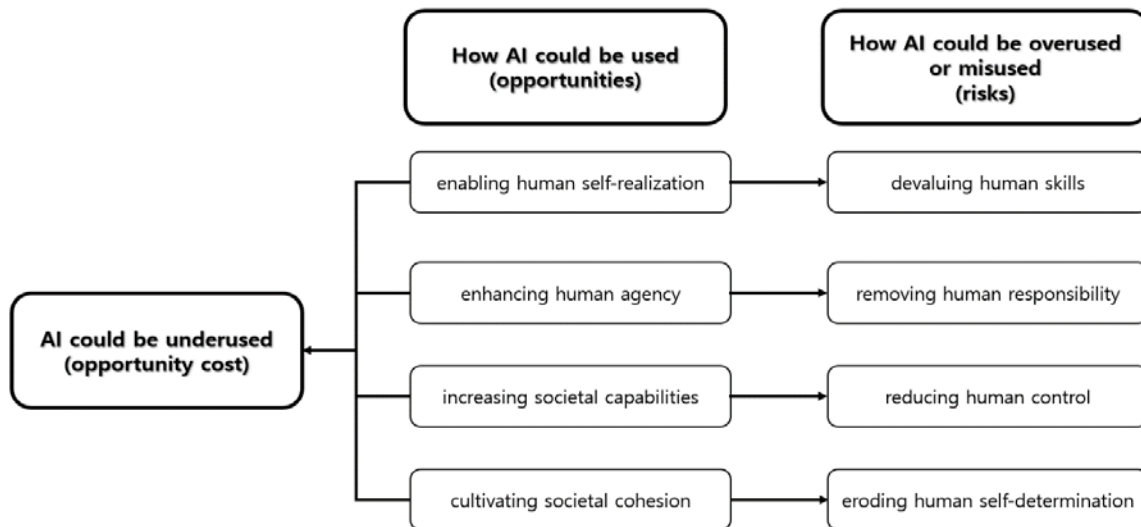 How AI could be used
(opportunities)
How AI could be overused
or misused
(risks)
enabling human self-realization
devaluing human skills
enhancing human agency
removing human responsibility
AI could be underused
(opportunity cost)
increasing societal capabilities
reducing human control
cultivating societal cohesion
eroding human self-determination